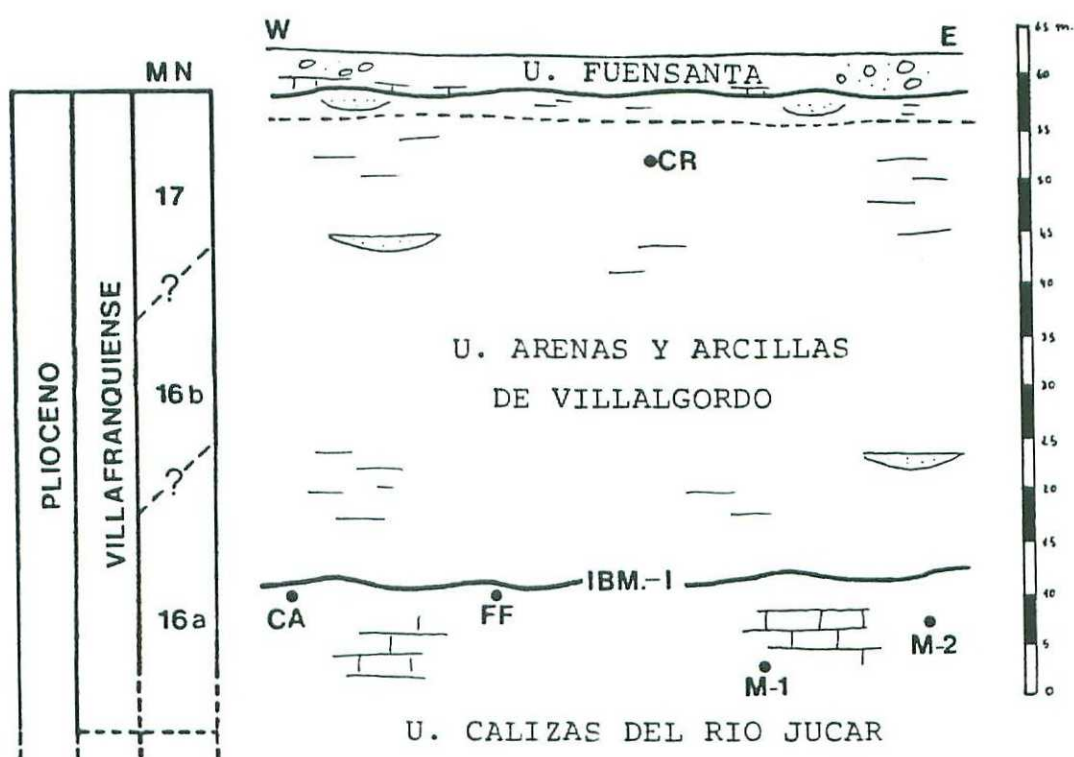 W
E
65 m.
MN
U. FUENSANTA
60
55
CR
50
17
45
?
40
35
U. ARENAS Y ARCILLAS
DE VILLALGORDO
30
16b
25
?
20
15
IBM.-I
10
CA
FF
16a
M-2
5
M-1
0
U. CALIZAS DEL RIO JUCAR
PLIOCENO
VILLAFRANQUIENSE